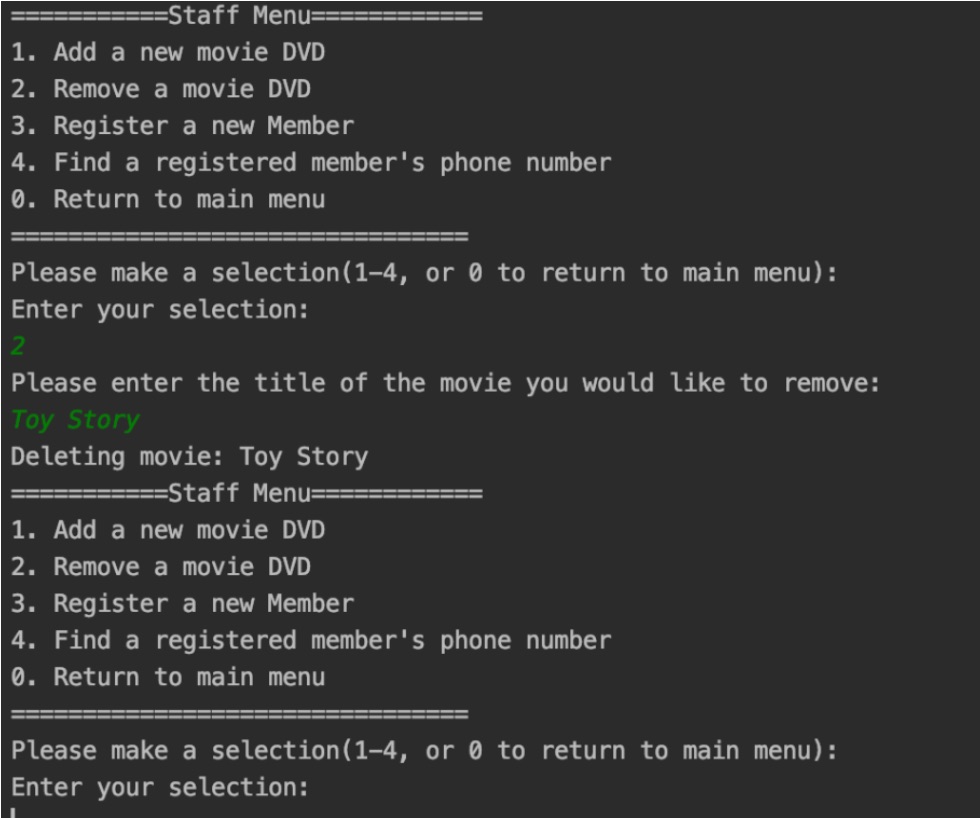 ===========Staff Menu============
1. Add a new movie DVD
2. Remove a movie DVD
3. Register a new Member
4. Find a registered member's phone number
0. Return to main menu
================================
Please make a selection(1-4, or 0 to return to main menu):
Enter your selection:
2
Please enter the title of the movie you would like to remove:
Toy Story
Deleting movie: Toy Story
===========Staff Menu============
1. Add a new movie DVD
2. Remove a movie DVD
3. Register a new Member
4. Find a registered member's phone number
0. Return to main menu
================================
Please make a selection(1-4, or 0 to return to main menu):
Enter your selection: